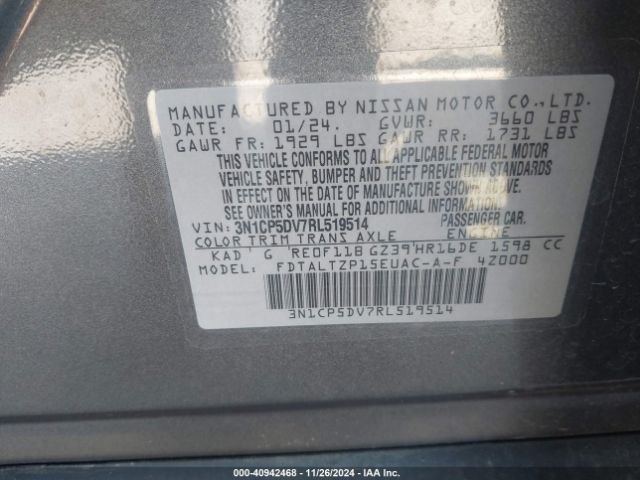 MANUFACTURED BY NISSAN MOTOR CO.,LTD.
DATE: 01/24. GVWR: 3660 LBS
GAWR FR: 1929 LBS GAWR RR: 1731 LBS
THIS VEHICLE CONFORMS TO ALL APPLICABLE FEDERAL MOTOR
VEHICLE SAFETY, BUMPER AND THEFT PREVENTION STANDARDS
IN EFFECT ON THE DATE OF MANUFACTURE SHOWN ABOVE.
SEE OWNER'S MANUAL FOR ADDITIONAL INFORMATION.
VIN: 3N1CP5DV7RL519514 PASSENGER CAR.
COLOR TRIM TRANS AXLE ENGINE
KAD G RE0F11B GZ39 HR16DE 1598 CC
MODEL: FDTALTZP15EUAC-A-F 4Z000
3N1CP5DV7RL519514
STOCK#: 40942468 - 11/26/2024 - IAA Inc.